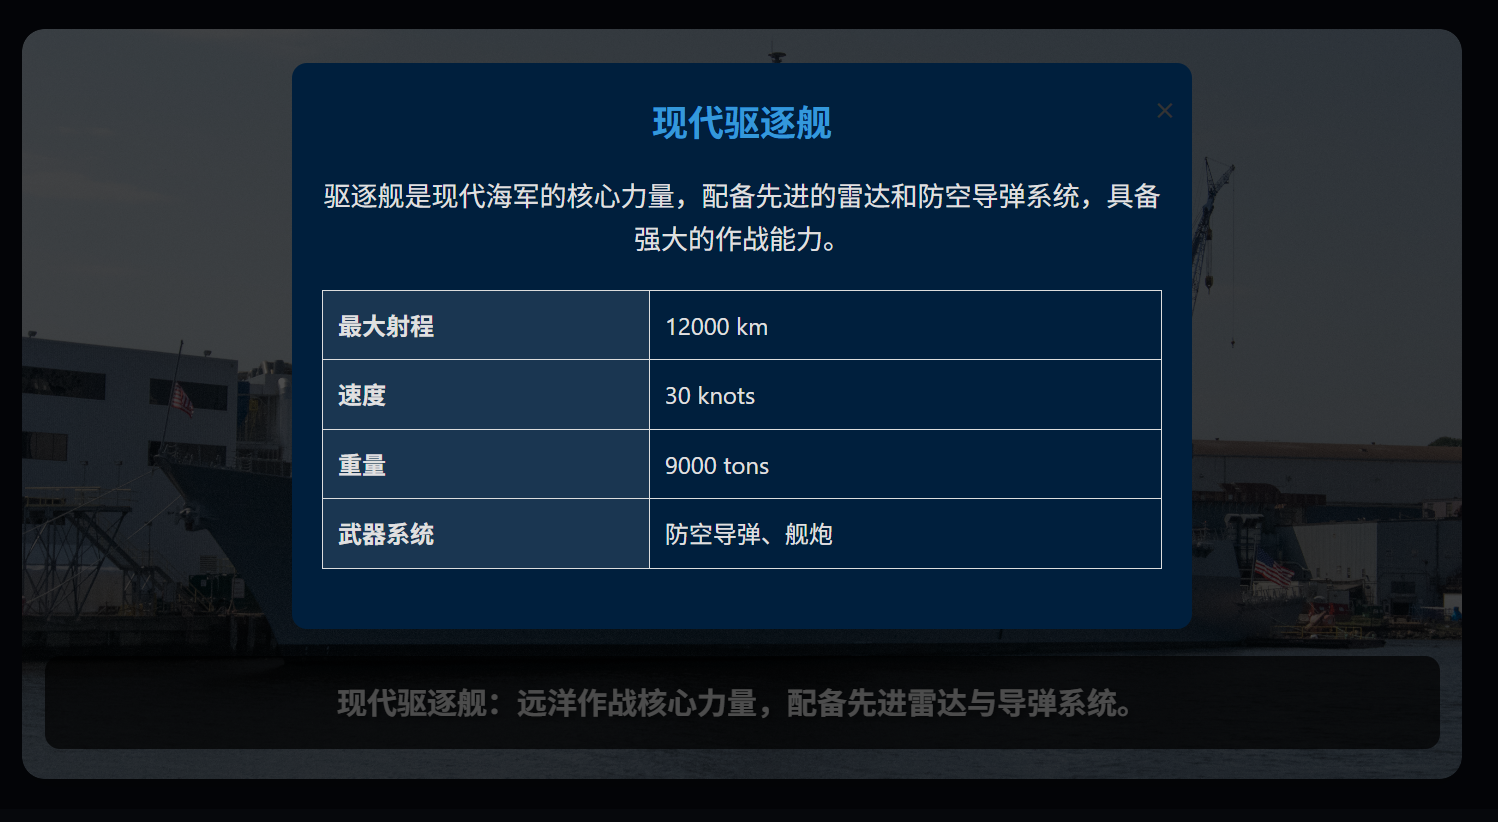 现代驱逐舰
×
驱逐舰是现代海军的核心力量，配备先进的雷达和防空导弹系统，具备
强大的作战能力。
最大射程 12000 km
速度 30 knots
重量 9000 tons
武器系统 防空导弹、舰炮
现代驱逐舰：远洋作战核心力量，配备先进雷达与导弹系统。